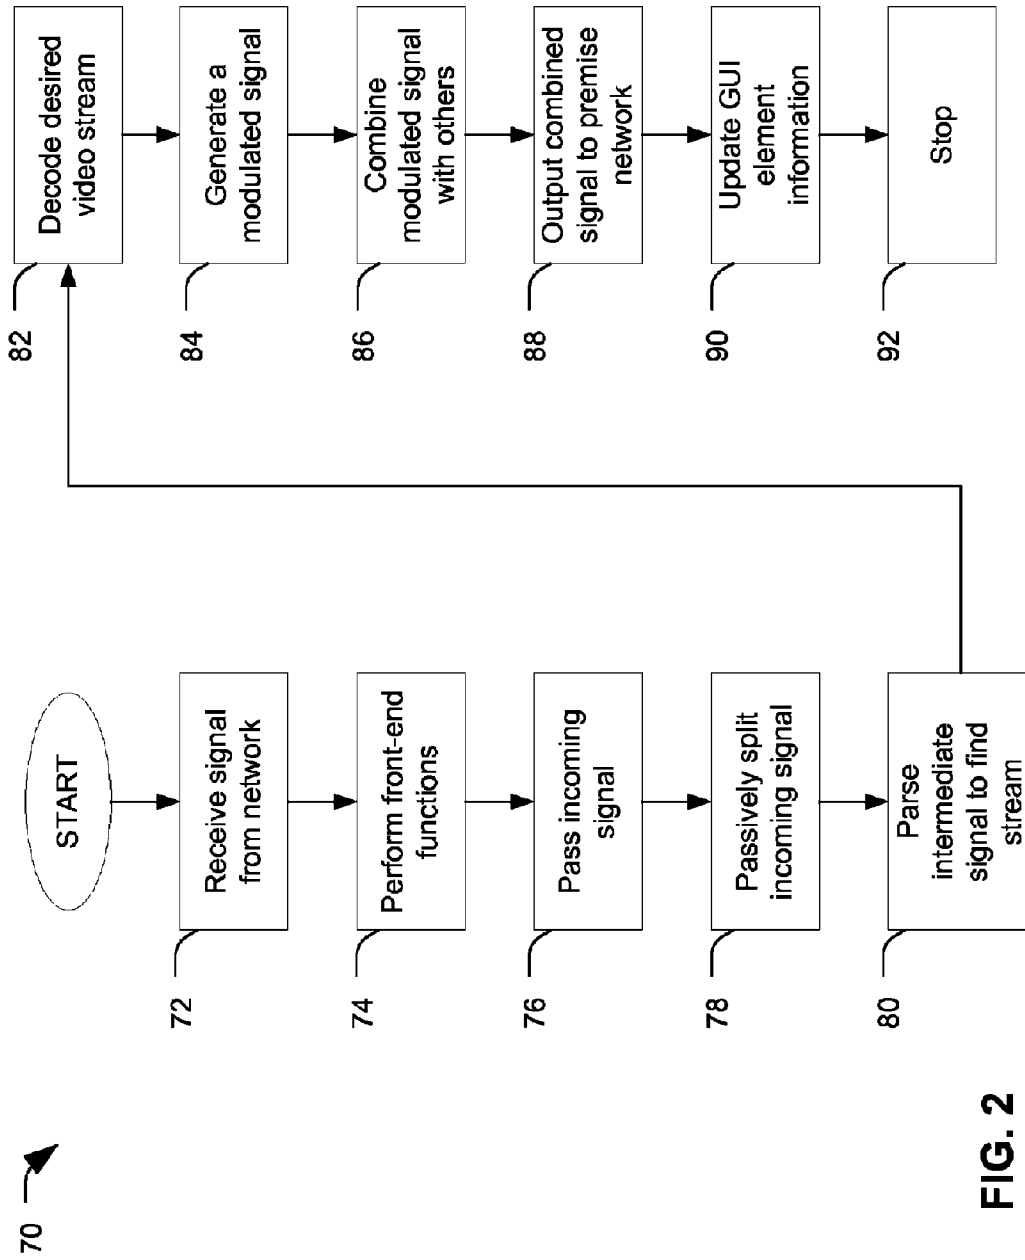 70
START
72
Receive signal
from network
74
Perform front-end
functions
76
Pass incoming
signal
78
Passively split
incoming signal
80
Parse
intermediate
signal to find
stream
82
Decode desired
video stream
84
Generate a
modulated signal
86
Combine
modulated signal
with others
88
Output combined
signal to premise
network
90
Update GUI
element
information
92
Stop
FIG. 2